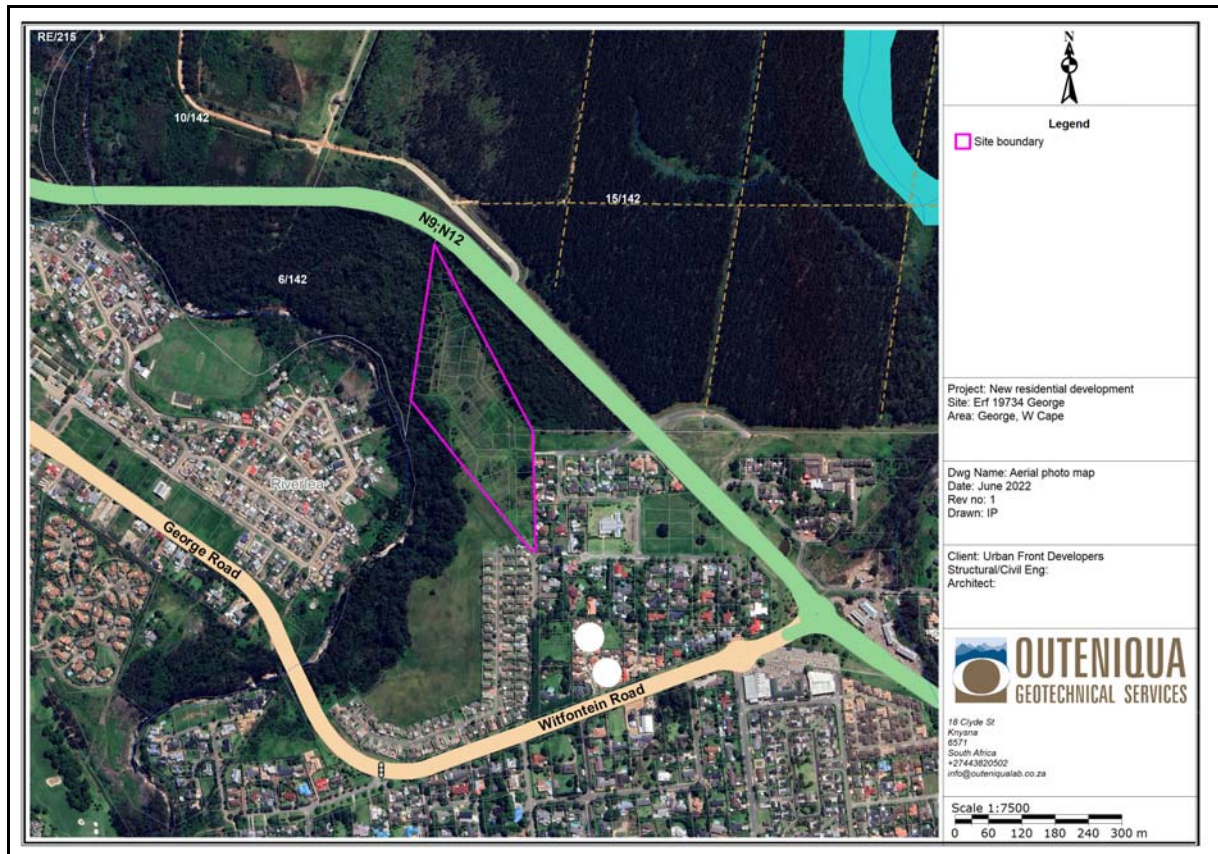 RE/215
10/142
15/142
N9;N12
6/142
Riverlea
George Road
Witfontein Road
N
Legend
Site boundary
Project: New residential development
Site: Erf 19734 George
Area: George, W Cape
Dwg Name: Aerial photo map
Date: June 2022
Rev no: 1
Drawn: IP
Client: Urban Front Developers
Structural/Civil Eng:
Architect:
OUTENIQUA
GEOTECHNICAL SERVICES
18 Clyde St
Knysna
6571
South Africa
+27443820502
info@outeniqualab.co.za
Scale 1:7500
0 60 120 180 240 300 m